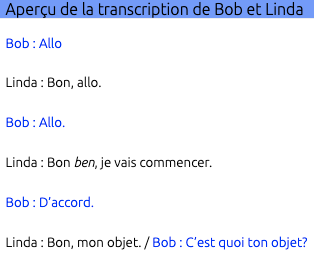 Aperçu de la transcription de Bob et Linda
Bob : Allo
Linda : Bon, allo.
Bob : Allo.
Linda : Bon ben, je vais commencer.
Bob : D’accord.
Linda : Bon, mon objet. / Bob : C’est quoi ton objet?